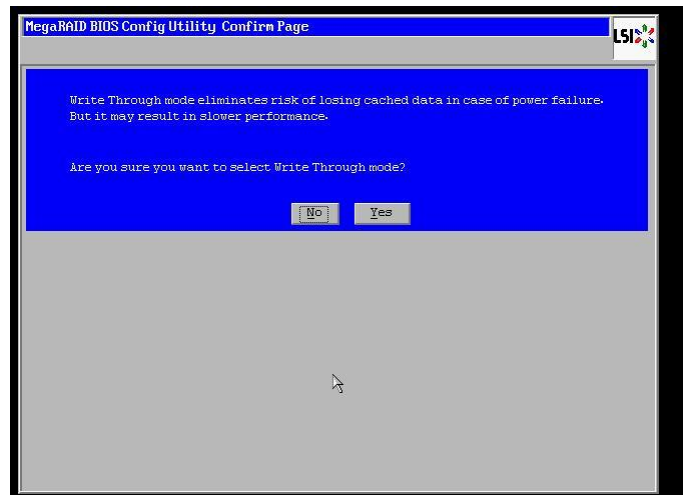 MegaRAID BIOS Config Utility Confirm Page
LSI
Write Through mode eliminates risk of losing cached data in case of power failure.
But it may result in slower performance.
Are you sure you want to select Write Through mode?
No Yes